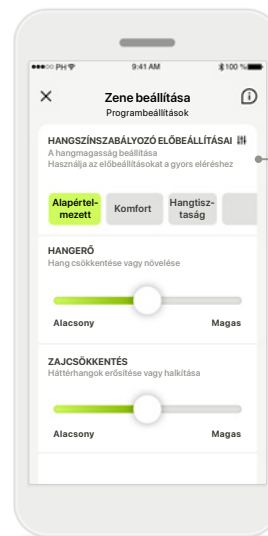 PH
9:41 AM
100 %
Zene beállítása
Programbeállítások
HANGSZÍNSZABÁLYOZÓ ELŐBEÁLLÍTÁSAI
A hangmagasság beállítása
Használja az előbeállításokat a gyors eléréshez
Alapértel-
mezett
Komfort
Hangtisz-
taság
HANGERŐ
Hang csökkentése vagy növelése
Alacsony Magas
ZAJCSÖKKENTÉS
Háttérhangok erősítése vagy halkítása
Alacsony Magas